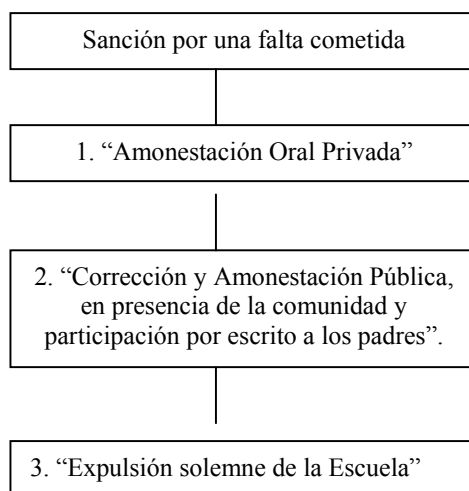 Sanción por una falta cometida
1. “Amonestación Oral Privada”
2. “Corrección y Amonestación Pública,
en presencia de la comunidad y
participación por escrito a los padres”.
3. “Expulsión solemne de la Escuela”